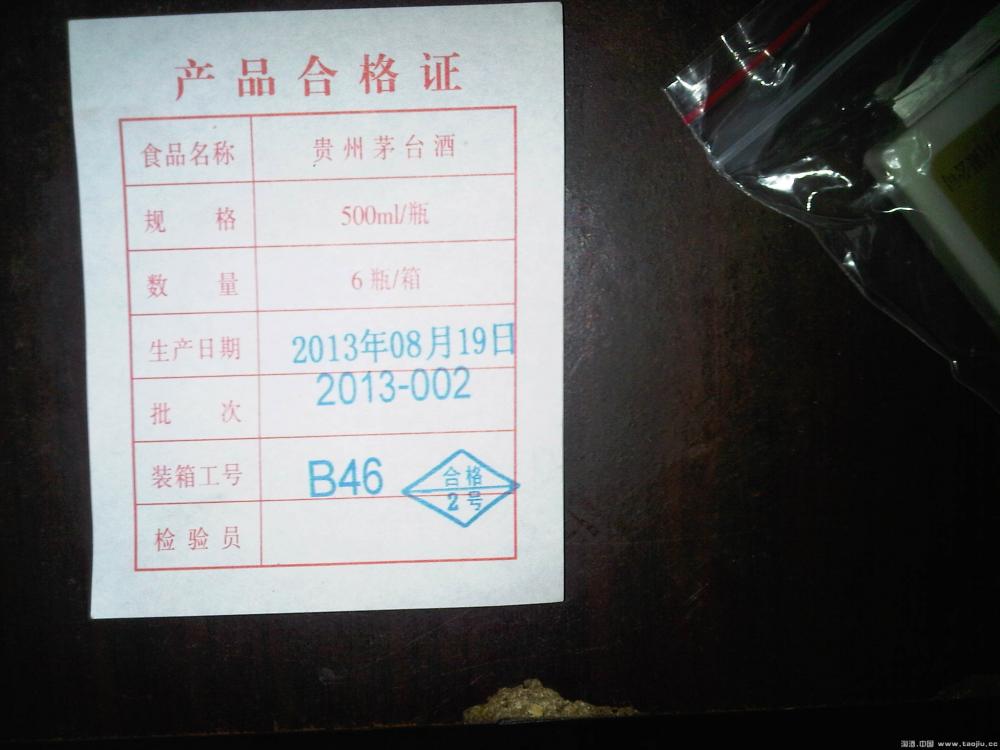 产品合格证
食品名称 贵州茅台酒
规格 500ml/瓶
数量 6瓶/箱
生产日期 2013年08月19日
批次 2013-002
装箱工号 B46
合格
2号
检验员
淘酒.中国 www.taojiu.cc